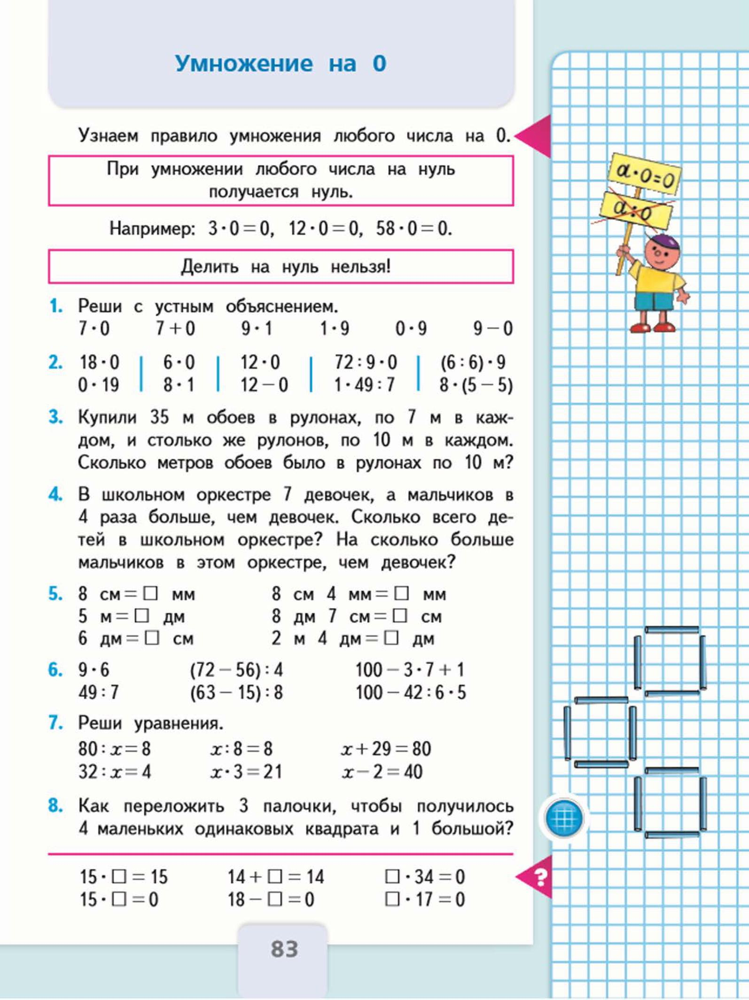 Умножение на 0
Узнаем правило умножения любого числа на 0.
При умножении любого числа на нуль
получается нуль.
Например: 3·0=0, 12·0=0, 58·0=0.
Делить на нуль нельзя!
a·0=0
a:0
1. Реши с устным объяснением.
7·0 7+0 9·1 1·9 0·9 9−0
2. 18·0 | 6·0 | 12·0 | 72:9·0 | (6:6)·9
0·19 | 8·1 | 12−0 | 1·49:7 | 8·(5−5)
3. Купили 35 м обоев в рулонах, по 7 м в каж-
дом, и столько же рулонов, по 10 м в каждом.
Сколько метров обоев было в рулонах по 10 м?
4. В школьном оркестре 7 девочек, а мальчиков в
4 раза больше, чем девочек. Сколько всего де-
тей в школьном оркестре? На сколько больше
мальчиков в этом оркестре, чем девочек?
5. 8 см=□ мм 8 см 4 мм=□ мм
5 м=□ дм 8 дм 7 см=□ см
6 дм=□ см 2 м 4 дм=□ дм
6. 9·6 (72−56):4 100−3·7+1
49:7 (63−15):8 100−42:6·5
7. Реши уравнения.
80:x=8 x:8=8 x+29=80
32:x=4 x·3=21 x−2=40
8. Как переложить 3 палочки, чтобы получилось
4 маленьких одинаковых квадрата и 1 большой?
15·□=15 14+□=14 □·34=0
?
15·□=0 18−□=0 □·17=0
83